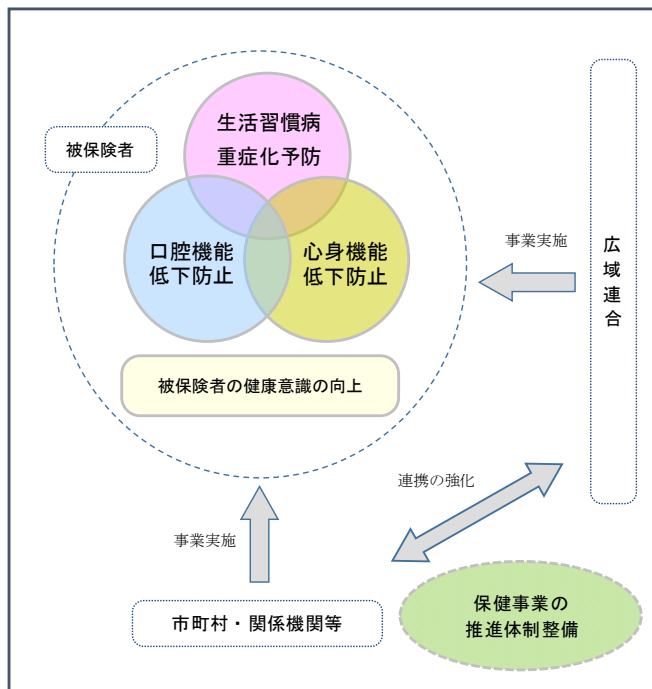 生活習慣病
重症化予防
被保険者
口腔機能
低下防止
心身機能
低下防止
被保険者の健康意識の向上
事業実施
広域連合
連携の強化
事業実施
市町村・関係機関等
保健事業の
推進体制整備